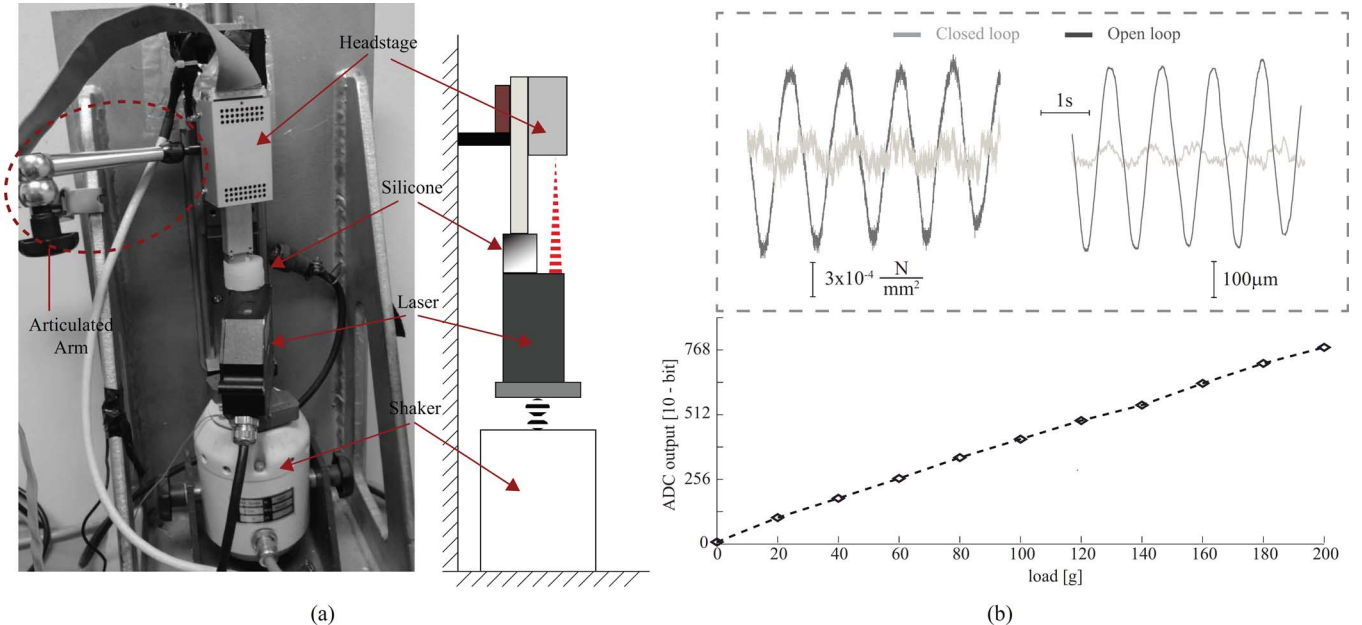 Headstage
Silicone
Laser
Articulated
Arm
Shaker
(a)
Closed loop
Open loop
1s
3x10⁻⁴ N
mm²
100μm
ADC output [10 - bit]
768
512
256
0
0 20 40 60 80 100 120 140 160 180 200
load [g]
(b)